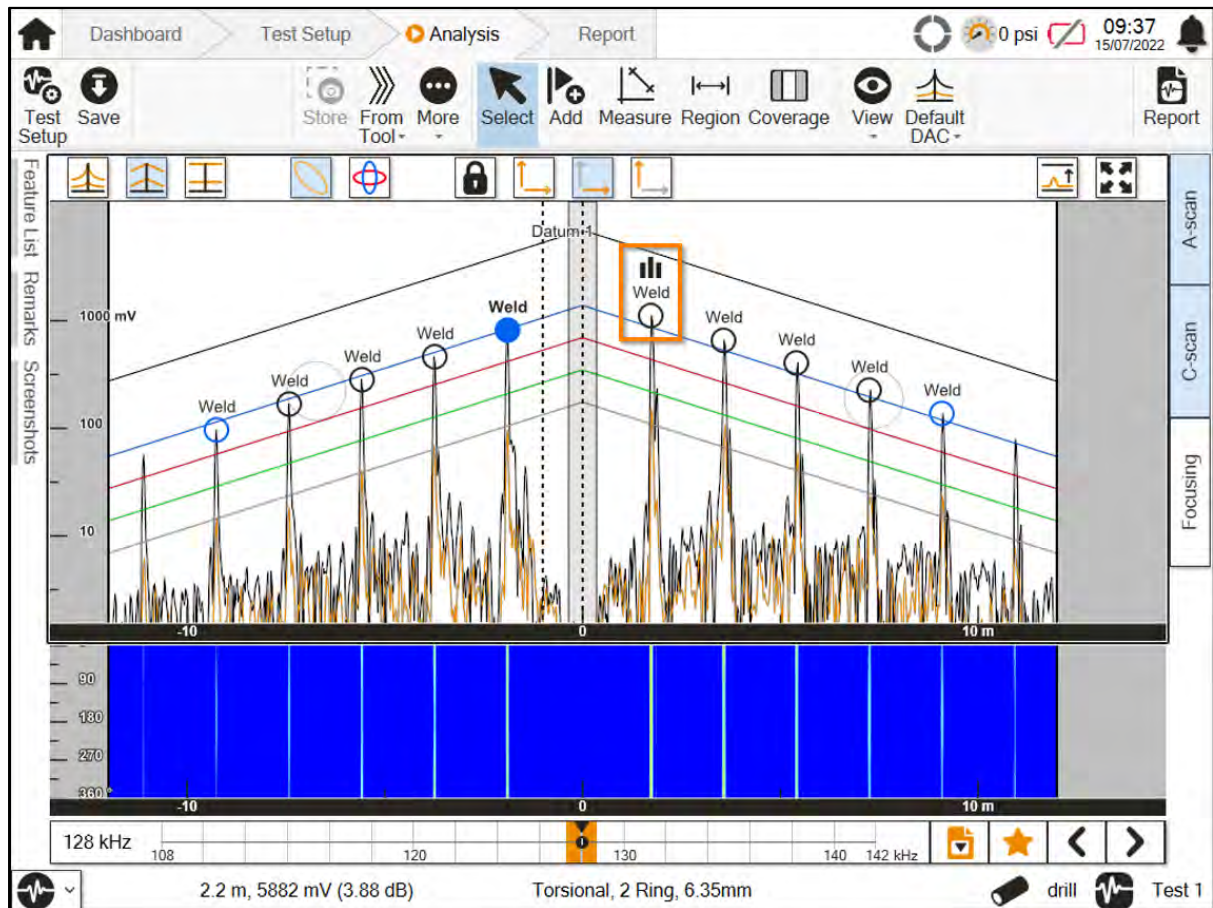 Dashboard
Test Setup
Analysis
Report
0 psi
09:37
15/07/2022
Test Setup
Save
Store
From Tool
More
Select
Add
Measure
Region
Coverage
View
Default DAC
Report
Feature List
Remarks
Screenshots
A-scan
C-scan
Focusing
Datum 1
1000 mV
100
10
Weld
Weld
Weld
Weld
Weld
Weld
Weld
Weld
Weld
Weld
-10
0
10 m
90
180
270
360°
-10
0
10 m
128 kHz
108
120
130
140
142 kHz
2.2 m, 5882 mV (3.88 dB)
Torsional, 2 Ring, 6.35mm
drill
Test 1